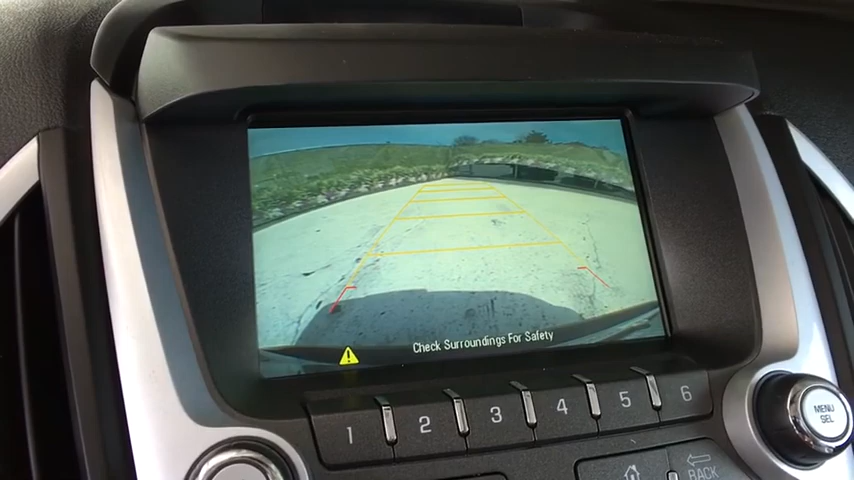 Check Surroundings For Safety
1 2 3 4 5 6
MENU
SEL
BACK